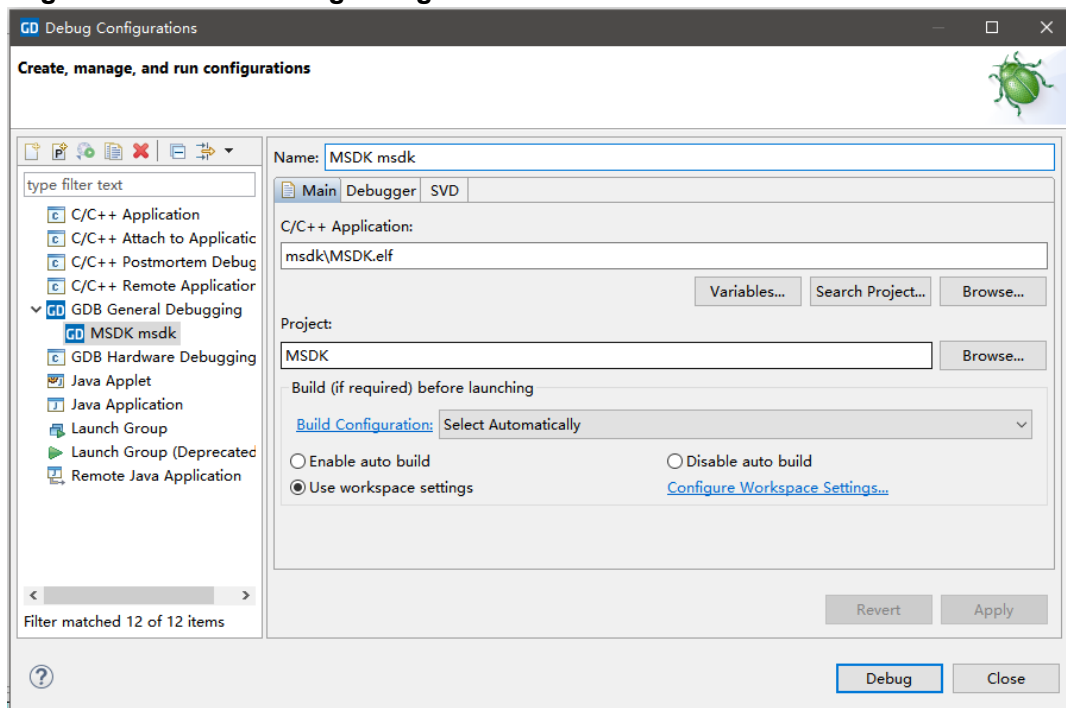 GD Debug Configurations
Create, manage, and run configurations
type filter text
C/C++ Application
C/C++ Attach to Applicatic
C/C++ Postmortem Debug
C/C++ Remote Application
GD GDB General Debugging
GD MSDK msdk
GDB Hardware Debugging
Java Applet
Java Application
Launch Group
Launch Group (Deprecated
Remote Java Application
Filter matched 12 of 12 items
Name: MSDK msdk
Main Debugger SVD
C/C++ Application:
msdk\MSDK.elf
Variables... Search Project... Browse...
Project:
MSDK Browse...
Build (if required) before launching
Build Configuration: Select Automatically
Enable auto build Disable auto build
Use workspace settings Configure Workspace Settings...
Revert Apply
Debug Close